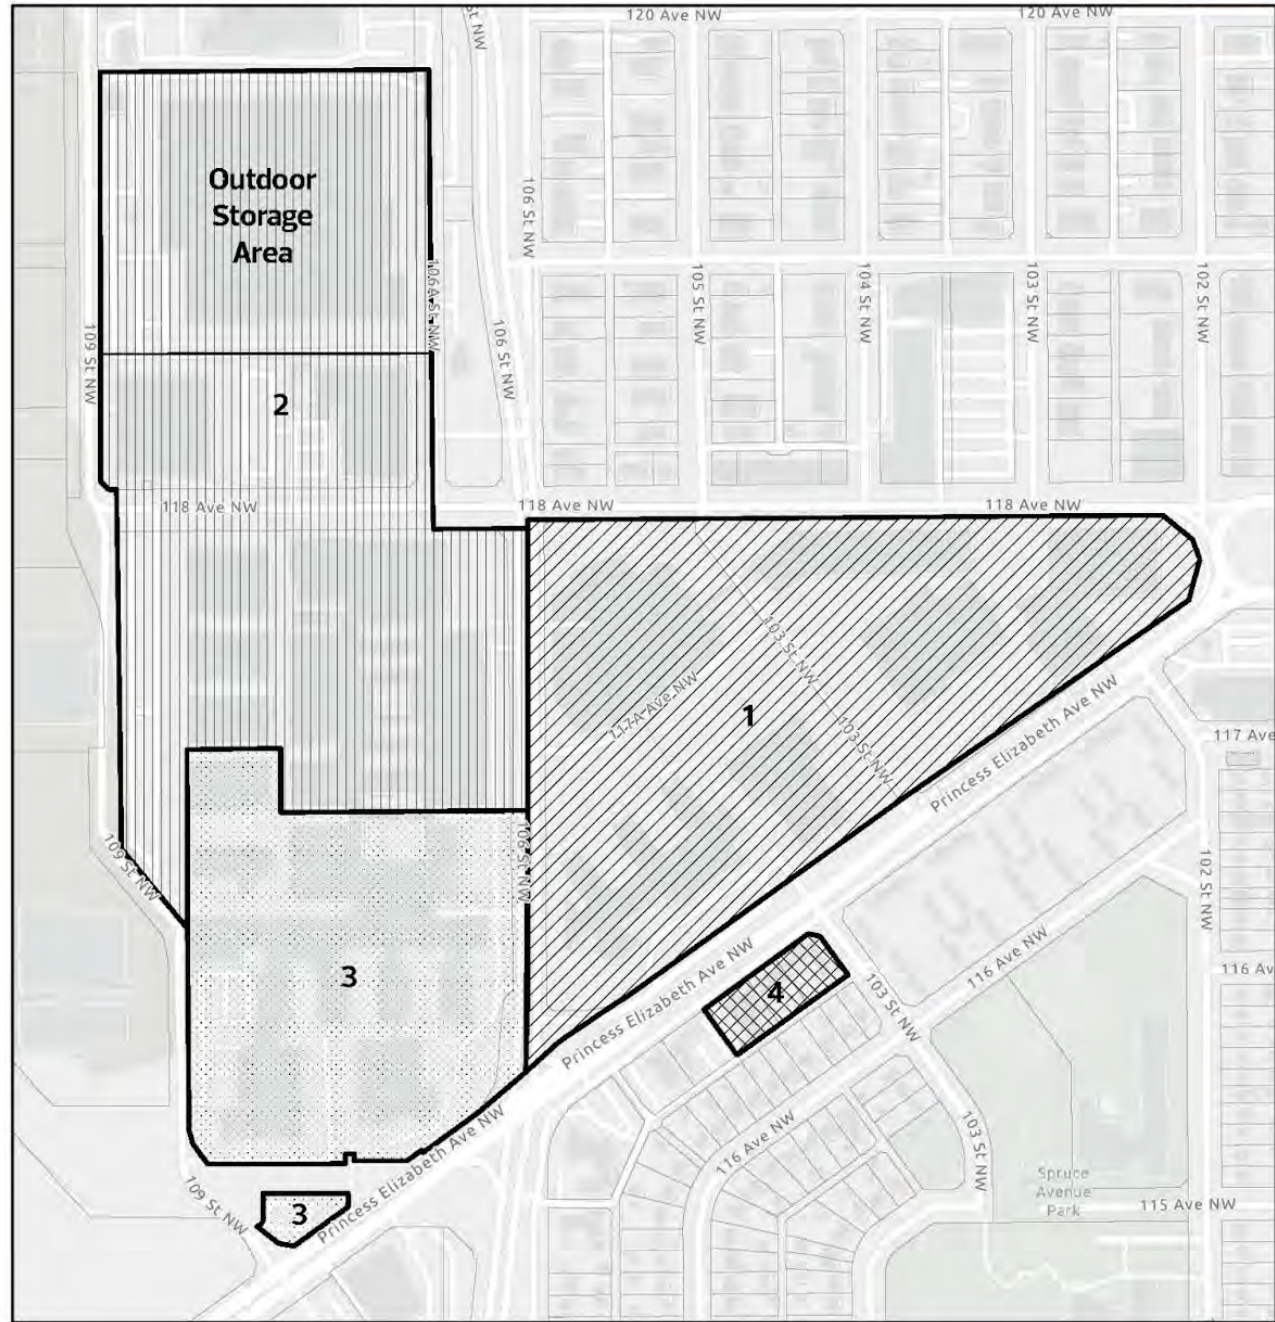 120 Ave NW
120 Ave NW
St NW
Outdoor
Storage
Area
106 St NW
105 St NW
104 St NW
103 St NW
102 St NW
106 A St NW
109 St NW
106 St NW
2
118 Ave NW
118 Ave NW
118 Ave NW
103 St NW
117A Ave NW
1
103 St NW
Princess Elizabeth Ave NW
117 Ave
109 St NW
106 St NW
102 St NW
3
4
Princess Elizabeth Ave NW
103 St NW
116 Ave NW
116 Av
Princess Elizabeth Ave NW
116 Ave NW
103 St NW
Spruce
Avenue
Park
115 Ave NW
109 St NW
3